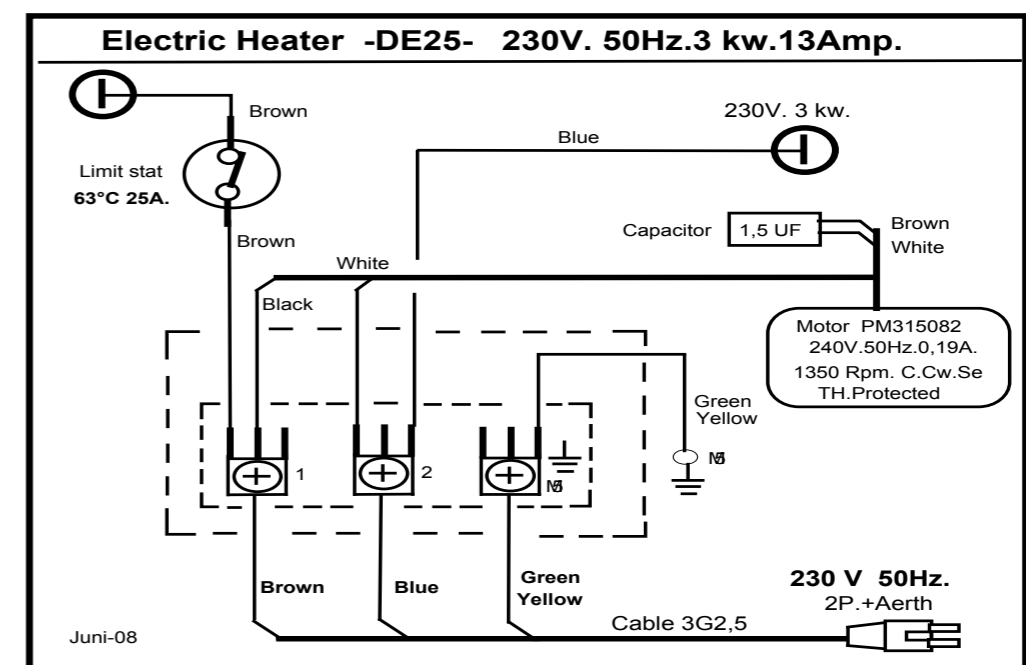 Electric Heater -DE25- 230V. 50Hz.3 kw.13Amp.
Brown
230V. 3 kw.
Blue
Limit stat
63°C 25A.
Capacitor
1,5 UF
Brown
White
Brown
White
Black
Motor PM315082
240V.50Hz.0,19A.
1350 Rpm. C.Cw.Se
TH.Protected
Green
Yellow
1
2
M5
M5
Brown
Blue
Green
Yellow
230 V 50Hz.
2P.+Aerth
Cable 3G2,5
Juni-08